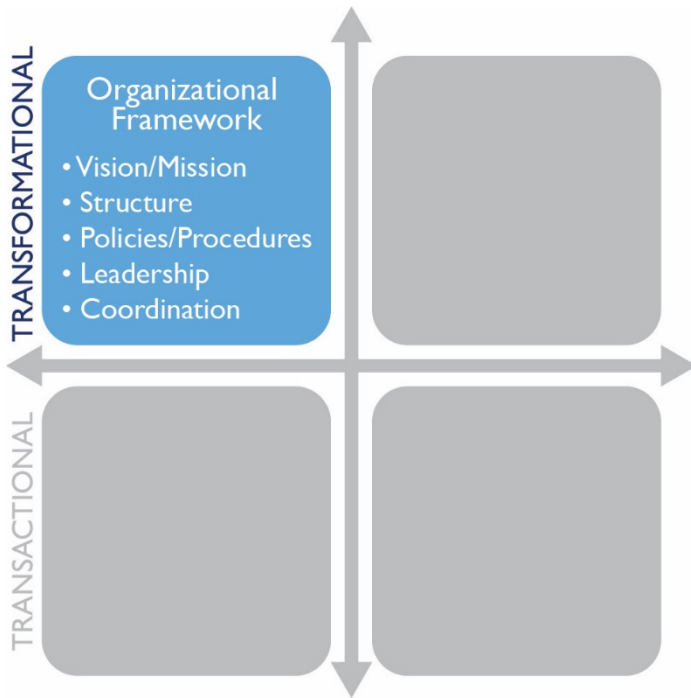 TRANSFORMATIONAL
Organizational
Framework
• Vision/Mission
• Structure
• Policies/Procedures
• Leadership
• Coordination
TRANSACTIONAL